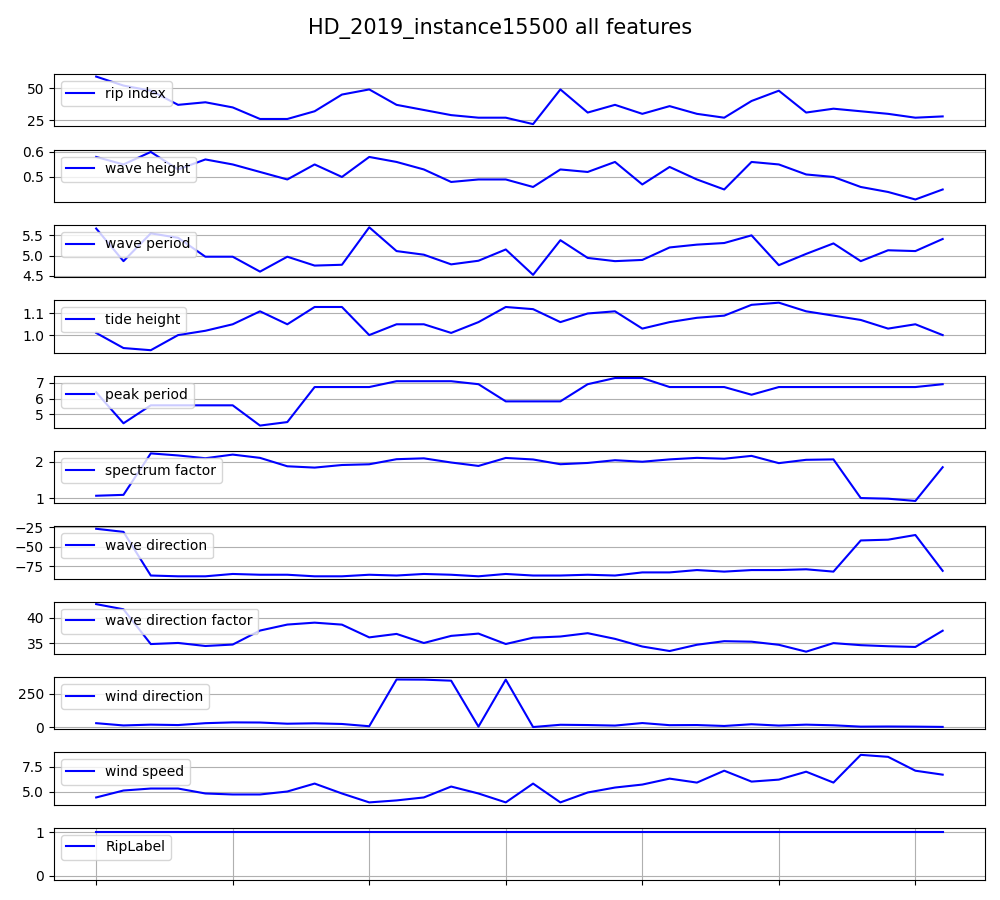 HD_2019_instance15500 all features
50
25
rip index
0.6
0.5
wave height
5.5
5.0
4.5
wave period
1.1
1.0
tide height
7
6
5
peak period
2
1
spectrum factor
−25
−50
−75
wave direction
40
35
wave direction factor
250
0
wind direction
7.5
5.0
wind speed
1
0
RipLabel